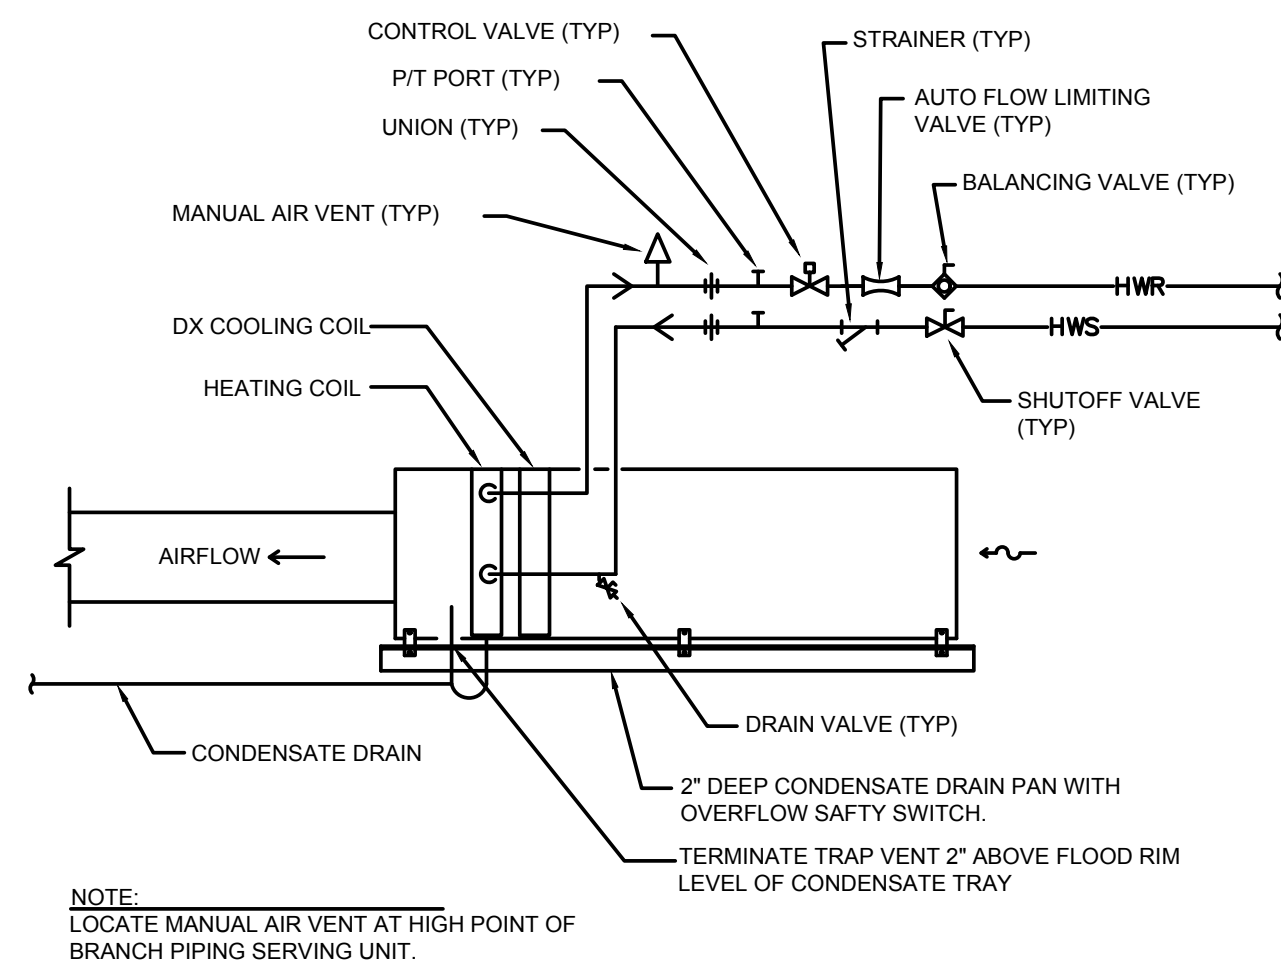 CONTROL VALVE (TYP)
STRAINER (TYP)
P/T PORT (TYP)
AUTO FLOW LIMITING
VALVE (TYP)
UNION (TYP)
BALANCING VALVE (TYP)
MANUAL AIR VENT (TYP)
HWR
DX COOLING COIL
HWS
HEATING COIL
SHUTOFF VALVE
(TYP)
AIRFLOW
DRAIN VALVE (TYP)
CONDENSATE DRAIN
2" DEEP CONDENSATE DRAIN PAN WITH
OVERFLOW SAFTY SWITCH.
TERMINATE TRAP VENT 2" ABOVE FLOOD RIM
LEVEL OF CONDENSATE TRAY
NOTE:
LOCATE MANUAL AIR VENT AT HIGH POINT OF
BRANCH PIPING SERVING UNIT.